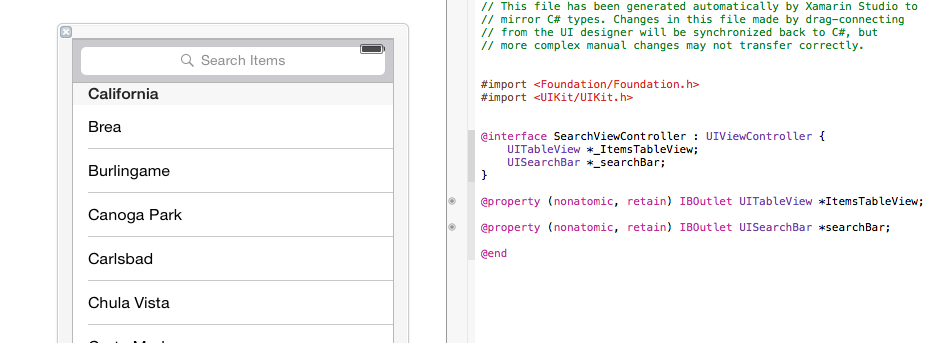 Search Items
California
Brea
Burlingame
Canoga Park
Carlsbad
Chula Vista
// This file has been generated automatically by Xamarin Studio to
// mirror C# types. Changes in this file made by drag-connecting
// from the UI designer will be synchronized back to C#, but
// more complex manual changes may not transfer correctly.
#import <Foundation/Foundation.h>
#import <UIKit/UIKit.h>
@interface SearchViewController : UIViewController {
UITableView *_ItemsTableView;
UISearchBar *_searchBar;
}
@property (nonatomic, retain) IBOutlet UITableView *ItemsTableView;
@property (nonatomic, retain) IBOutlet UISearchBar *searchBar;
@end